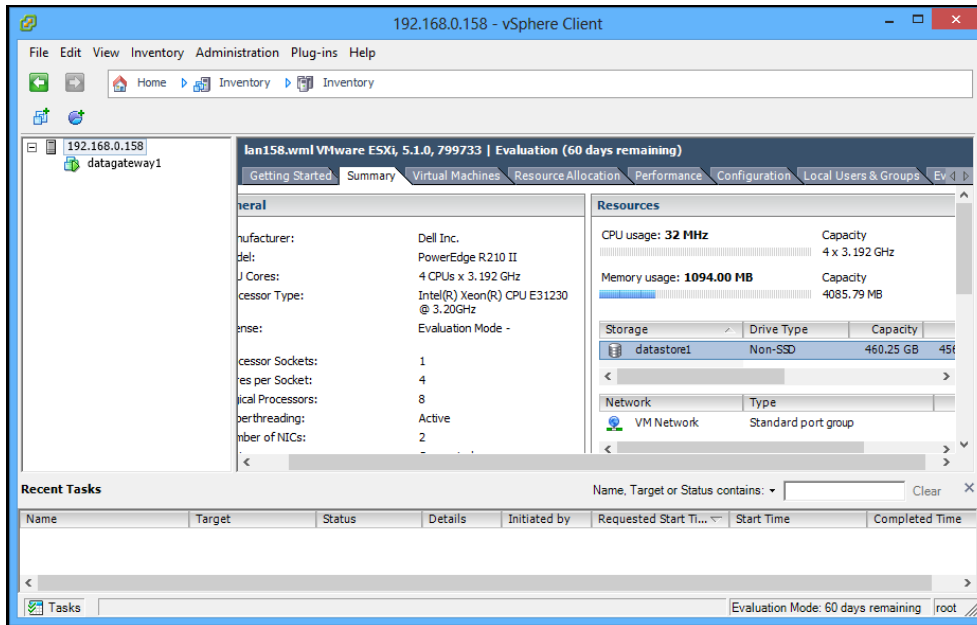 192.168.0.158 - vSphere Client
File Edit View Inventory Administration Plug-ins Help
Home Inventory Inventory
192.168.0.158
datagateway1
lan158.wml VMware ESXi, 5.1.0, 799733 | Evaluation (60 days remaining)
Getting Started Summary Virtual Machines Resource Allocation Performance Configuration Local Users & Groups Ev
neral
Resources
nufacturer: Dell Inc.
del: PowerEdge R210 II
U Cores: 4 CPUs x 3.192 GHz
cessor Type: Intel(R) Xeon(R) CPU E31230
@ 3.20GHz
ense: Evaluation Mode -
cessor Sockets: 1
res per Socket: 4
gical Processors: 8
perthreading: Active
mber of NICs: 2
CPU usage: 32 MHz Capacity
4 x 3.192 GHz
Memory usage: 1094.00 MB Capacity
4085.79 MB
Storage Drive Type Capacity
datastore1 Non-SSD 460.25 GB 456
Network Type
VM Network Standard port group
Recent Tasks Name, Target or Status contains: Clear
Name Target Status Details Initiated by Requested Start Ti... Start Time Completed Time
Tasks Evaluation Mode: 60 days remaining root